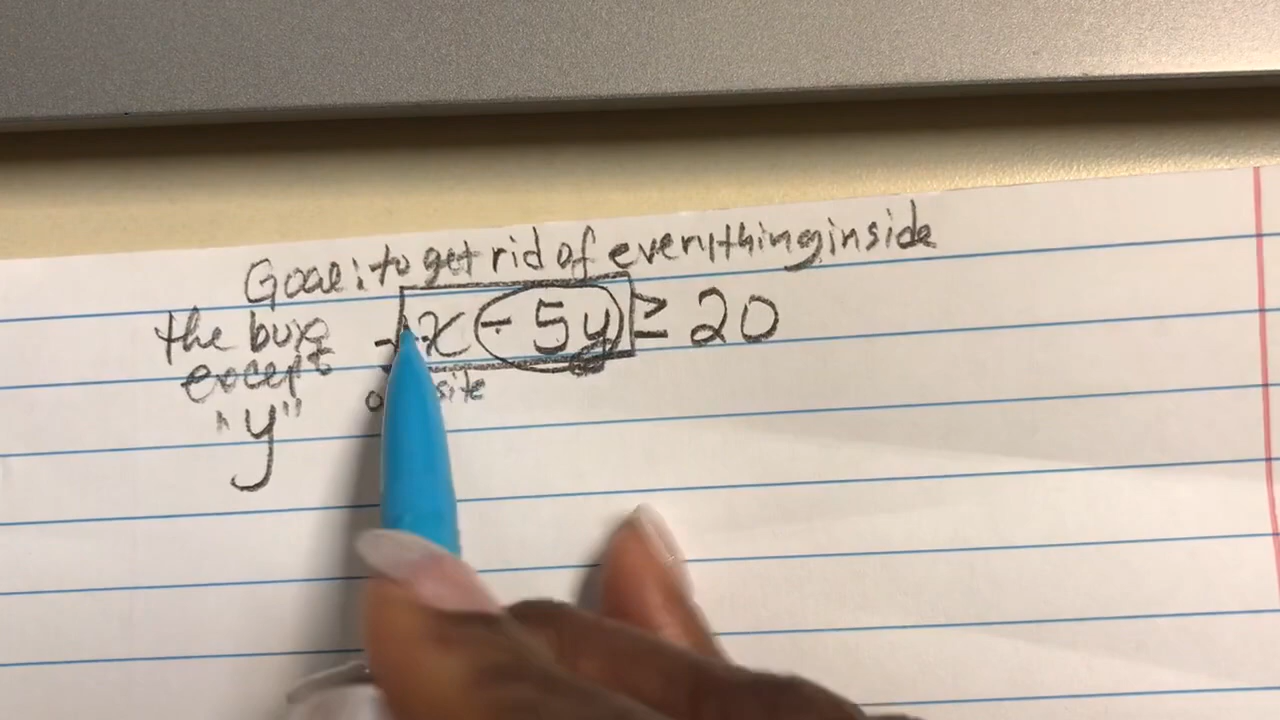 Goal: to get rid of everything inside
the box x - 5y ≥ 20
except
"y"